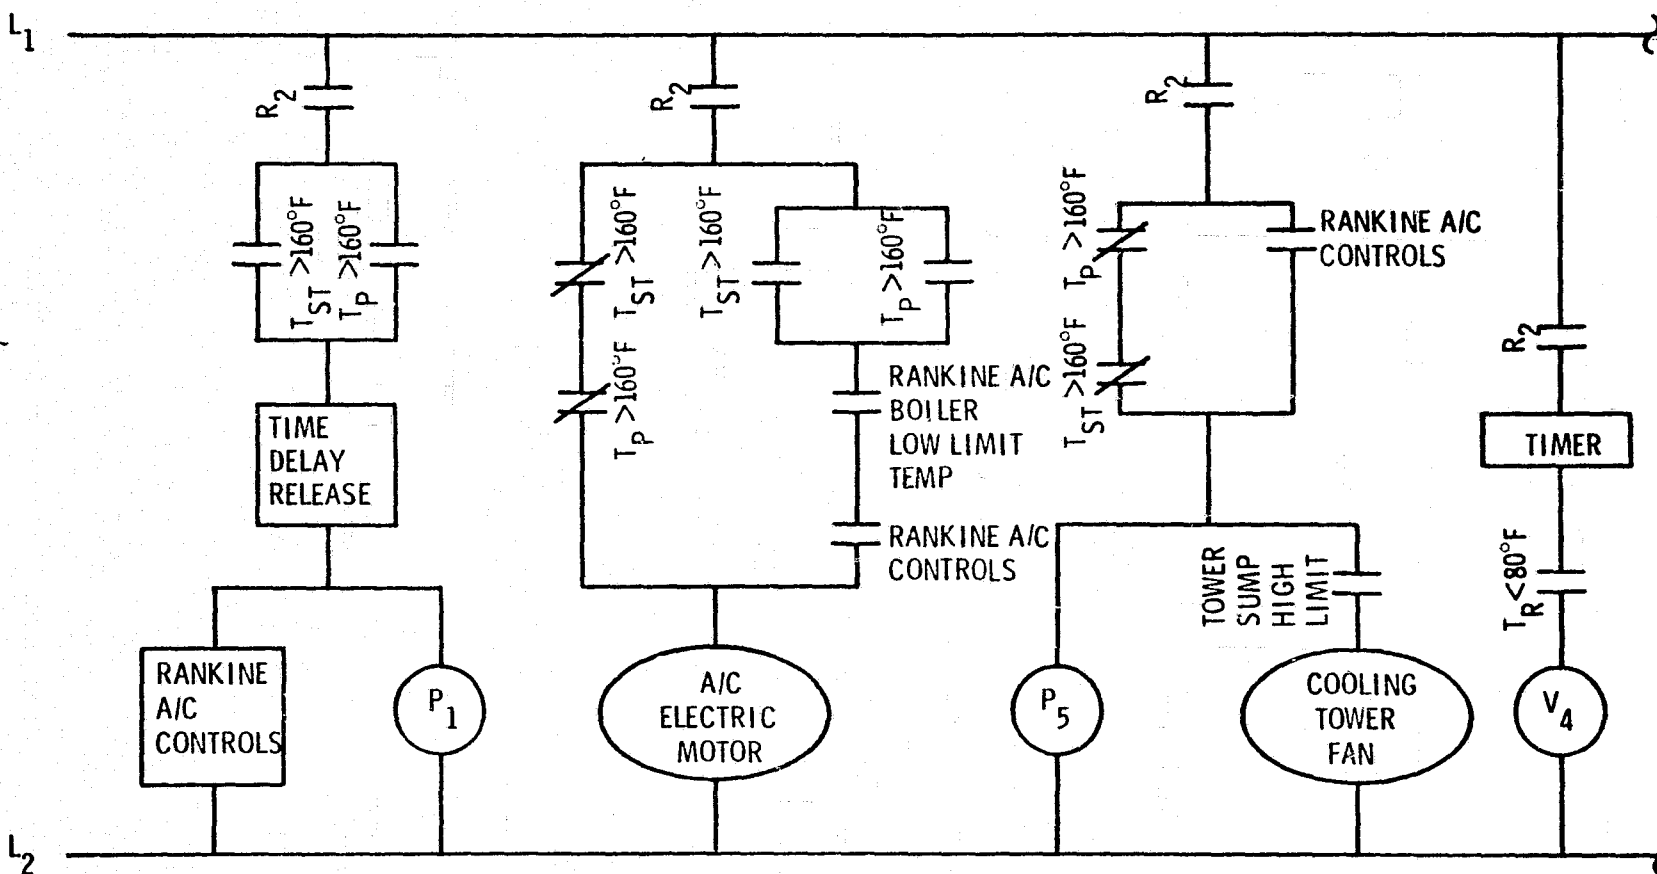 L1
R2
TST >160°F
TP >160°F
TIME
DELAY
RELEASE
RANKINE
A/C
CONTROLS
P1
R2
TST >160°F
TP >160°F
TST >160°F
TP >160°F
RANKINE A/C
BOILER
LOW LIMIT
TEMP
RANKINE A/C
CONTROLS
A/C
ELECTRIC
MOTOR
R2
TP >160°F
TST >160°F
RANKINE A/C
CONTROLS
TOWER
SUMP
HIGH
LIMIT
P5
COOLING
TOWER
FAN
R2
TIMER
TR <80°F
V4
L2